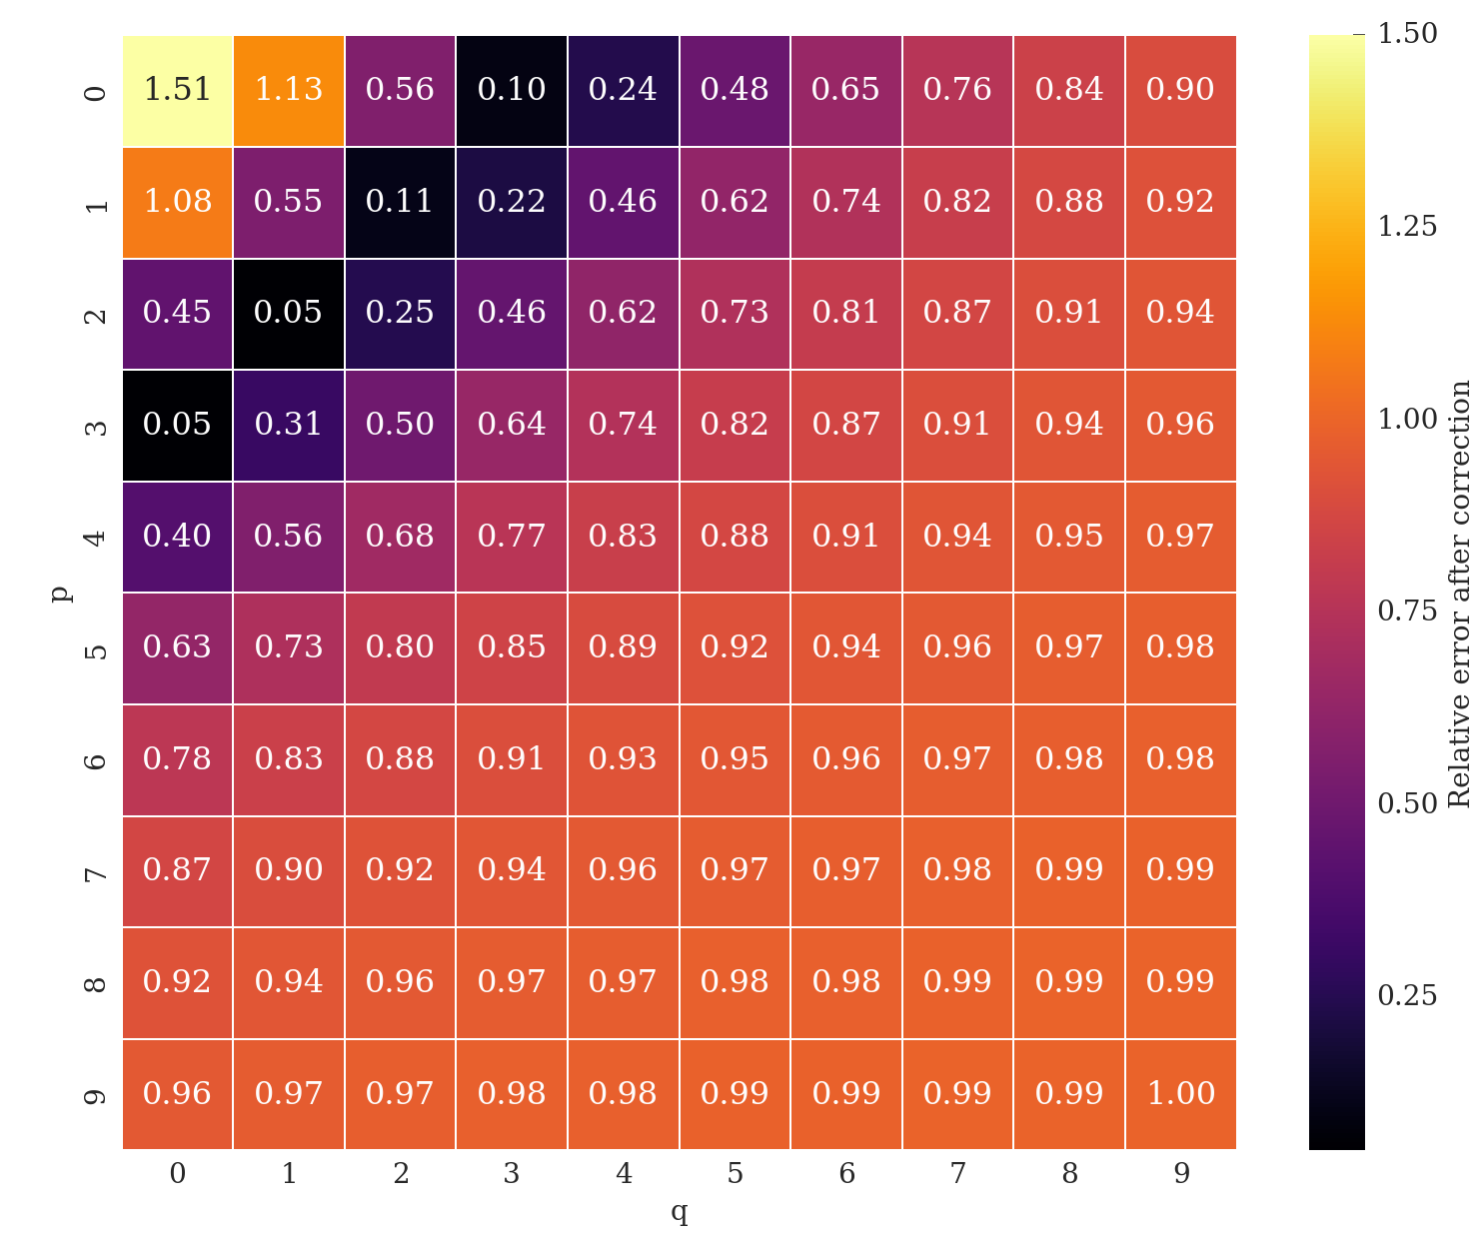 0 1.51 1.13 0.56 0.10 0.24 0.48 0.65 0.76 0.84 0.90
1 1.08 0.55 0.11 0.22 0.46 0.62 0.74 0.82 0.88 0.92
2 0.45 0.05 0.25 0.46 0.62 0.73 0.81 0.87 0.91 0.94
3 0.05 0.31 0.50 0.64 0.74 0.82 0.87 0.91 0.94 0.96
4 0.40 0.56 0.68 0.77 0.83 0.88 0.91 0.94 0.95 0.97
5 0.63 0.73 0.80 0.85 0.89 0.92 0.94 0.96 0.97 0.98
6 0.78 0.83 0.88 0.91 0.93 0.95 0.96 0.97 0.98 0.98
7 0.87 0.90 0.92 0.94 0.96 0.97 0.97 0.98 0.99 0.99
8 0.92 0.94 0.96 0.97 0.97 0.98 0.98 0.99 0.99 0.99
9 0.96 0.97 0.97 0.98 0.98 0.99 0.99 0.99 0.99 1.00
0 1 2 3 4 5 6 7 8 9
q
p
1.50
1.25
1.00
0.75
0.50
0.25
Relative error after correction